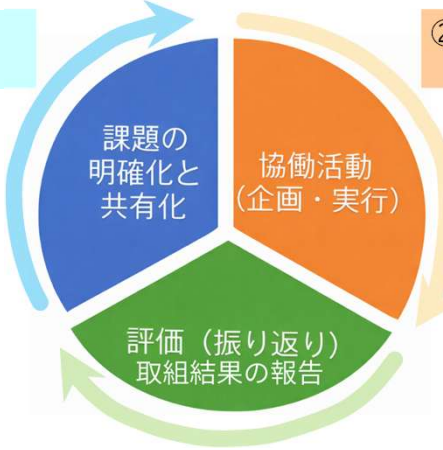 ②
課題の
明確化と
共有化
協働活動
（企画・実行）
評価（振り返り）
取組結果の報告